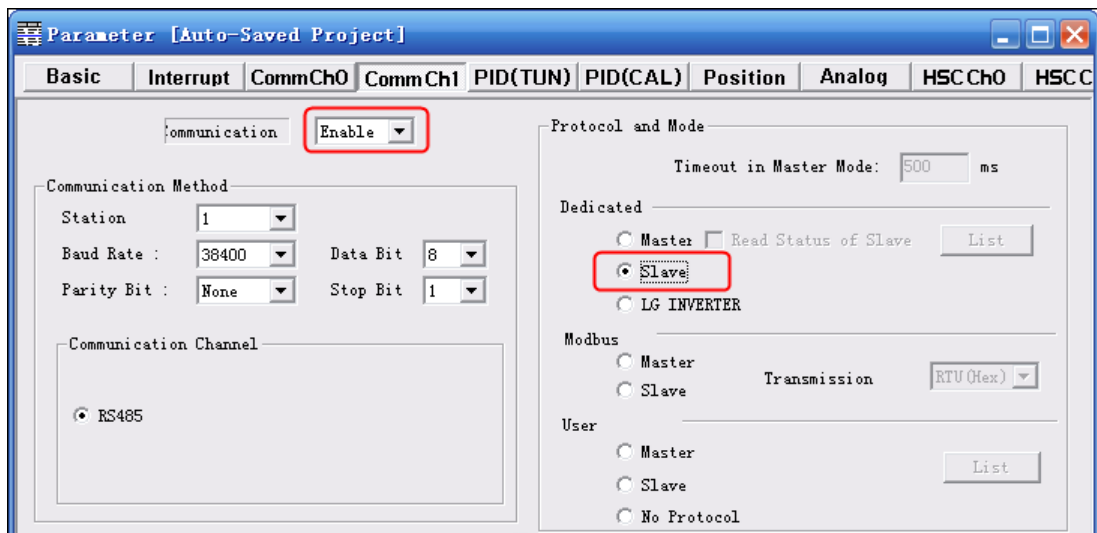 Parameter [Auto-Saved Project]
Basic Interrupt CommCh0 CommCh1 PID(TUN) PID(CAL) Position Analog HSCCh0 HSCC
ommunication Enable
Communication Method
Station 1
Baud Rate : 38400 Data Bit 8
Parity Bit : None Stop Bit 1
Communication Channel
RS485
Protocol and Mode
Timeout in Master Mode: 500 ms
Dedicated
Master Read Status of Slave List
Slave
LG INVERTER
Modbus
Master
Transmission RTU(Hex)
Slave
User
Master
List
Slave
No Protocol